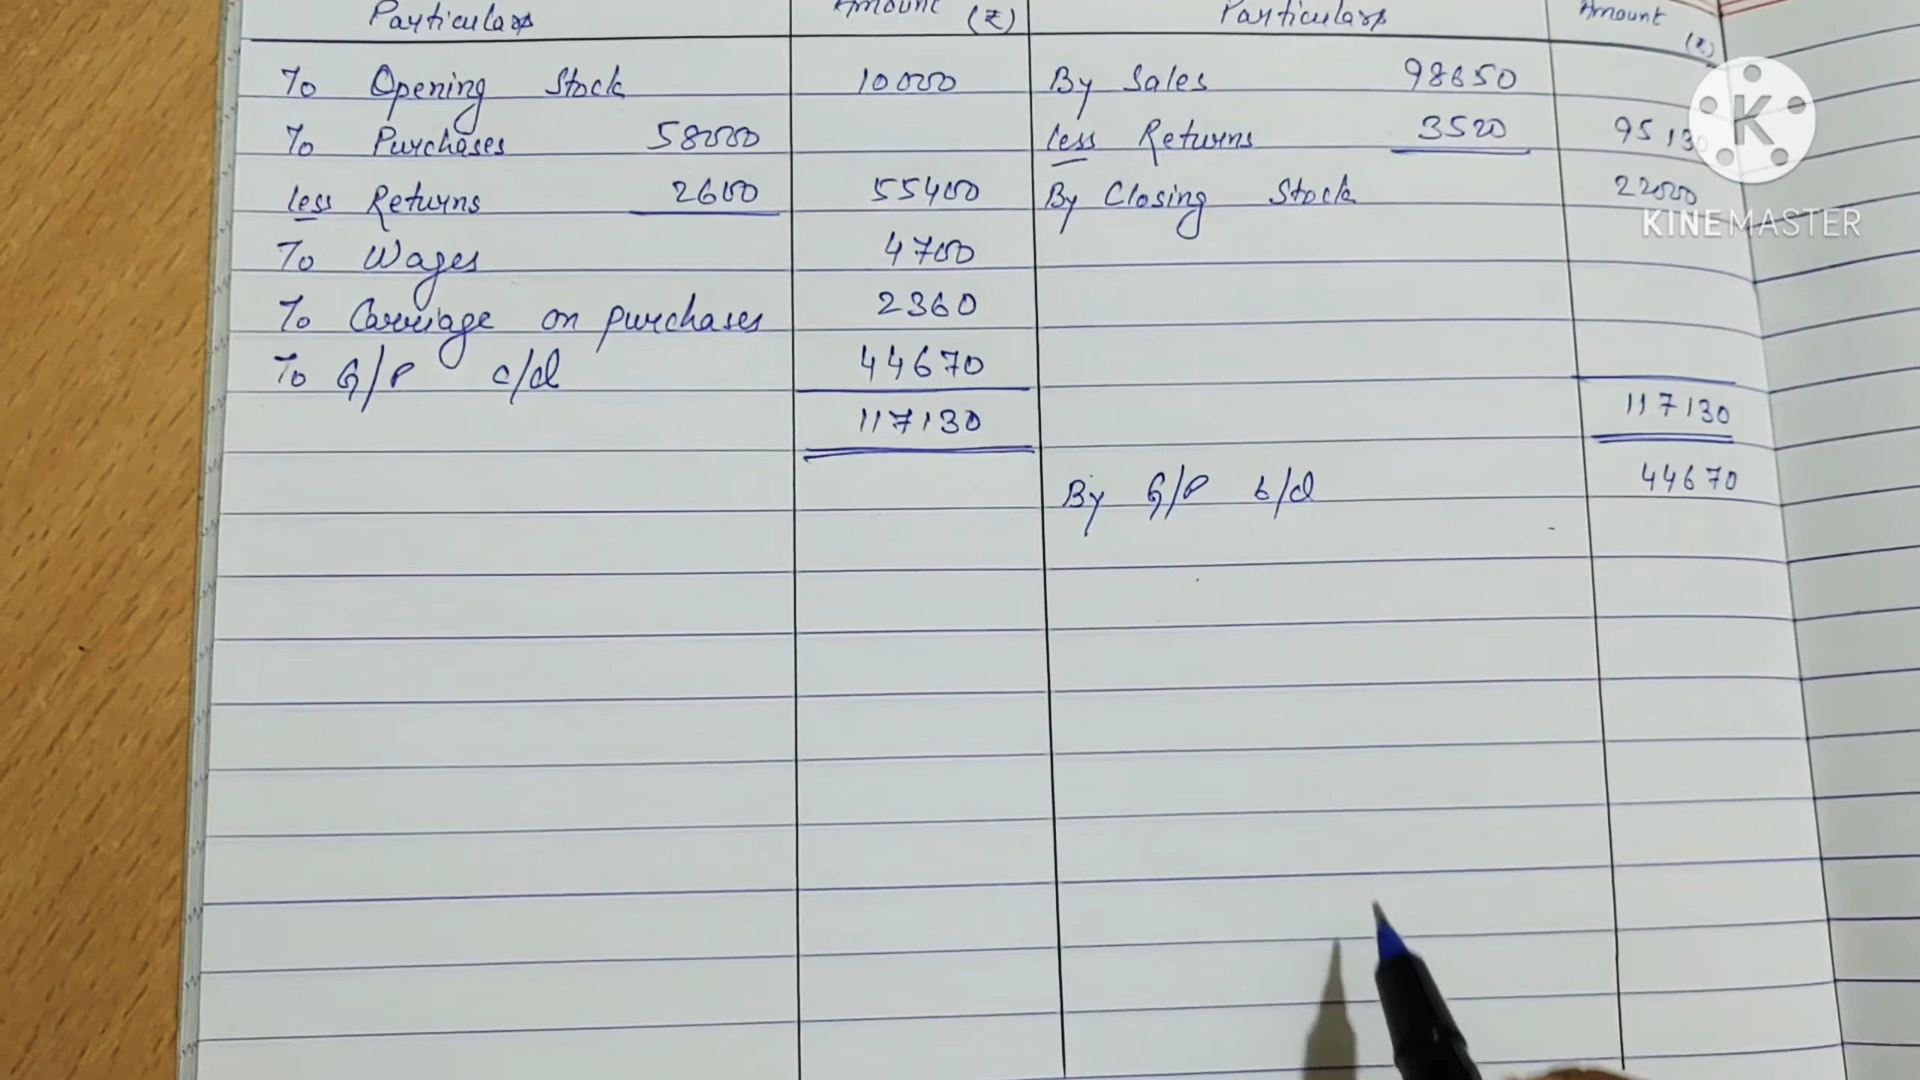 Particulars Amount (₹) Particulars Amount (₹)
To Opening Stock 10000 By Sales 98650
To Purchases 58000 less Returns 3520 95130
less Returns 2600 55400 By Closing Stock 22000
To Wages 4700
To Carriage on purchases 2360
To G/P c/d 44670
117130 117130
By G/P b/d 44670
K
KINEMASTER